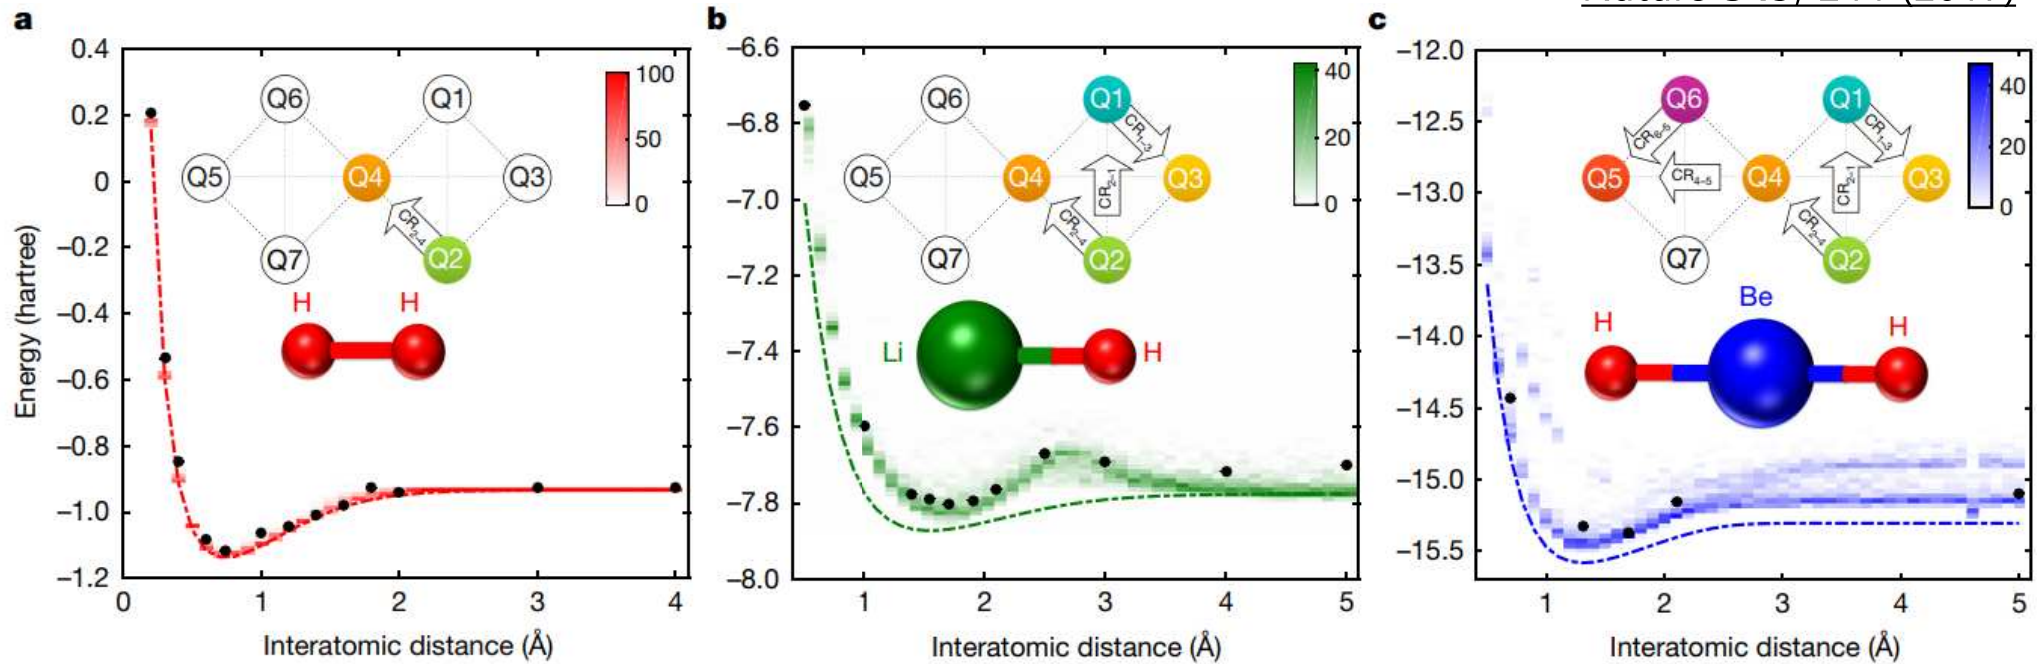 a
0.4
0.2
0
–0.2
–0.4
–0.6
–0.8
–1.0
–1.2
Energy (hartree)
0 1 2 3 4
Interatomic distance (Å)
100
50
0
Q6 Q1
Q5 Q4 Q3
Q7 Q2
CR2–4
H H
b
–6.6
–6.8
–7.0
–7.2
–7.4
–7.6
–7.8
–8.0
1 2 3 4 5
Interatomic distance (Å)
40
20
0
Q6 Q1
Q5 Q4 Q3
Q7 Q2
CR1–3
CR2–1
CR2–4
Li H
c
–12.0
–12.5
–13.0
–13.5
–14.0
–14.5
–15.0
–15.5
1 2 3 4 5
Interatomic distance (Å)
40
20
0
Q6 Q1
Q5 Q4 Q3
Q7 Q2
CR6–5
CR4–5
CR1–3
CR2–1
CR2–4
H Be H